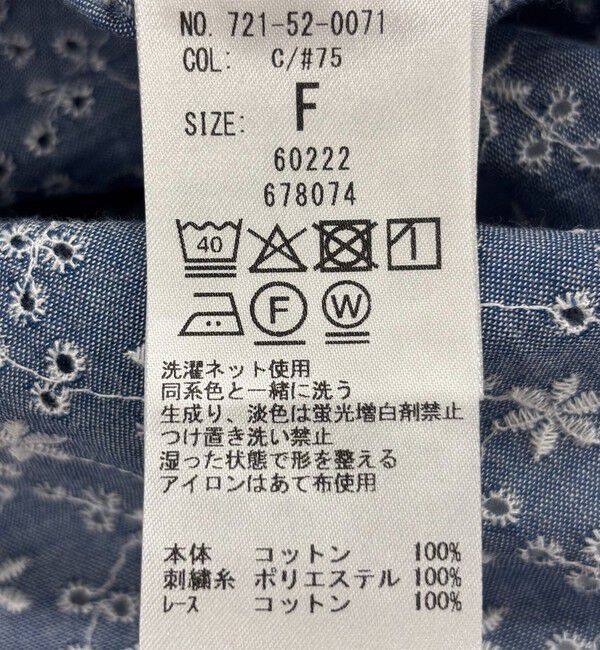 NO. 721-52-0071
COL: C/#75
SIZE: F
60222
678074
40
F W
洗濯ネット使用
同系色と一緒に洗う
生成り、淡色は蛍光増白剤禁止
つけ置き洗い禁止
湿った状態で形を整える
アイロンはあて布使用
本体 コットン 100%
刺繍糸 ポリエステル 100%
ﾚｰｽ コットン 100%